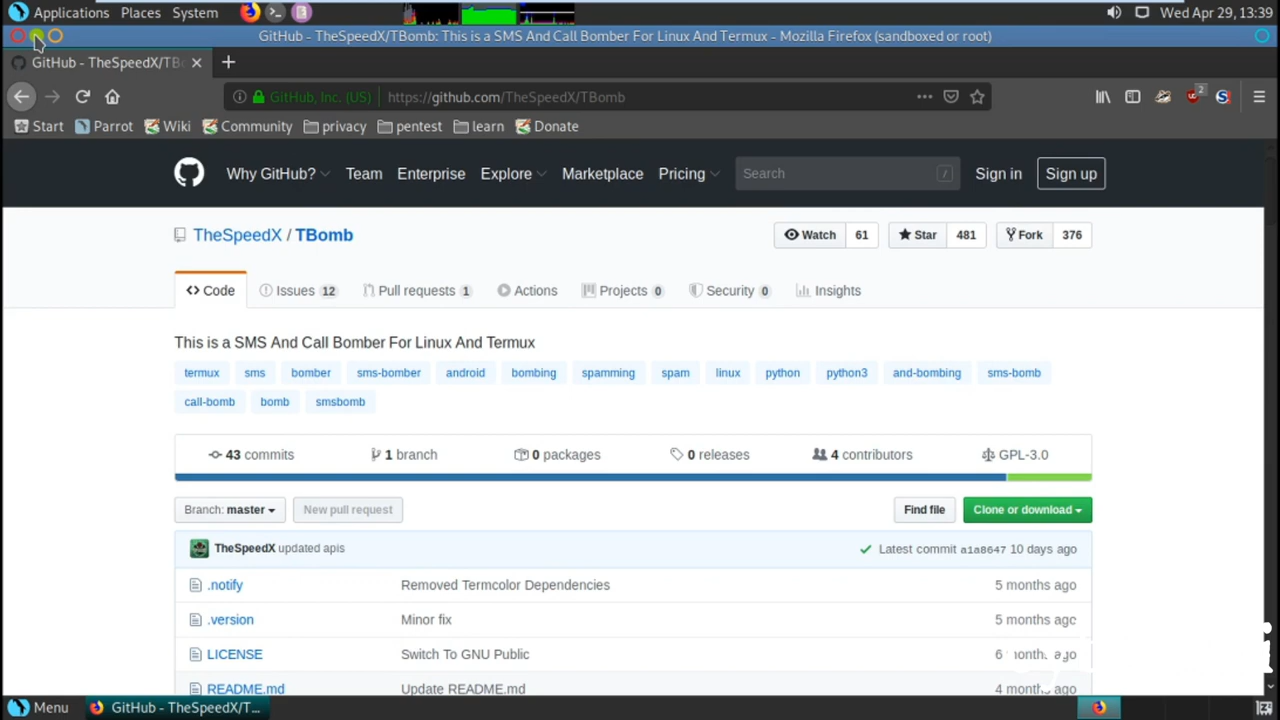 Applications Places System Wed Apr 29, 13:39
GitHub - TheSpeedX/TBomb: This is a SMS And Call Bomber For Linux And Termux - Mozilla Firefox (sandboxed or root)
GitHub - TheSpeedX/TB
GitHub, Inc. (US) https://github.com/TheSpeedX/TBomb 2
Start Parrot Wiki Community privacy pentest learn Donate
Why GitHub? Team Enterprise Explore Marketplace Pricing Search / Sign in Sign up
TheSpeedX / TBomb Watch 61 Star 481 Fork 376
Code Issues 12 Pull requests 1 Actions Projects 0 Security 0 Insights
This is a SMS And Call Bomber For Linux And Termux
termux sms bomber sms-bomber android bombing spamming spam linux python python3 and-bombing sms-bomb
call-bomb bomb smsbomb
43 commits 1 branch 0 packages 0 releases 4 contributors GPL-3.0
Branch: master New pull request Find file Clone or download
TheSpeedX updated apis Latest commit a1a8647 10 days ago
.notify Removed Termcolor Dependencies 5 months ago
.version Minor fix 5 months ago
LICENSE Switch To GNU Public 6 months ago
README.md Update README.md 4 months ago
Menu GitHub - TheSpeedX/T...